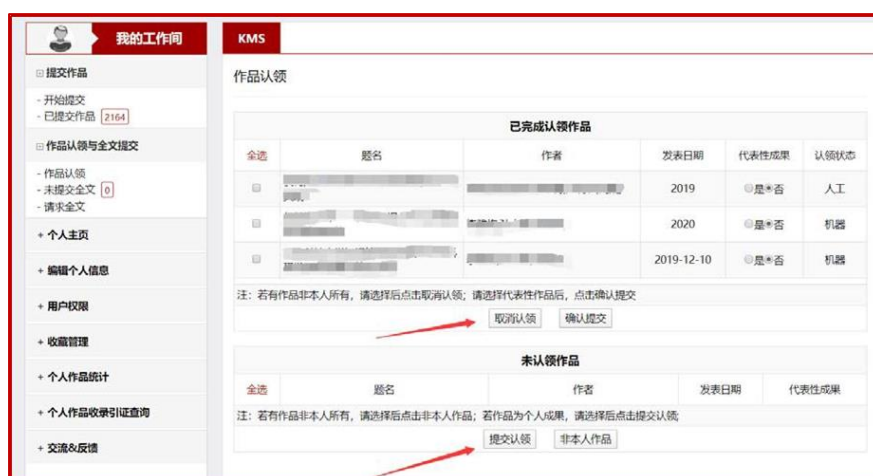 我的工作间
KMS
提交作品
- 开始提交
- 已提交作品 2164
作品认领与全文提交
- 作品认领
- 未提交全文 0
- 请求全文
+ 个人主页
+ 编辑个人信息
+ 用户权限
+ 收藏管理
+ 个人作品统计
+ 个人作品收录引证查询
+ 交流&反馈
作品认领
已完成认领作品
全选 题名 作者 发表日期 代表性成果 认领状态
2019 是 否 人工
2020 是 否 机器
2019-12-10 是 否 机器
注：若有作品非本人所有，请选择后点击取消认领；请选择代表性作品后，点击确认提交
取消认领 确认提交
未认领作品
全选 题名 作者 发表日期 代表性成果
注：若有作品非本人所有，请选择后点击非本人作品；若作品为个人成果，请选择后点击提交认领；
提交认领 非本人作品